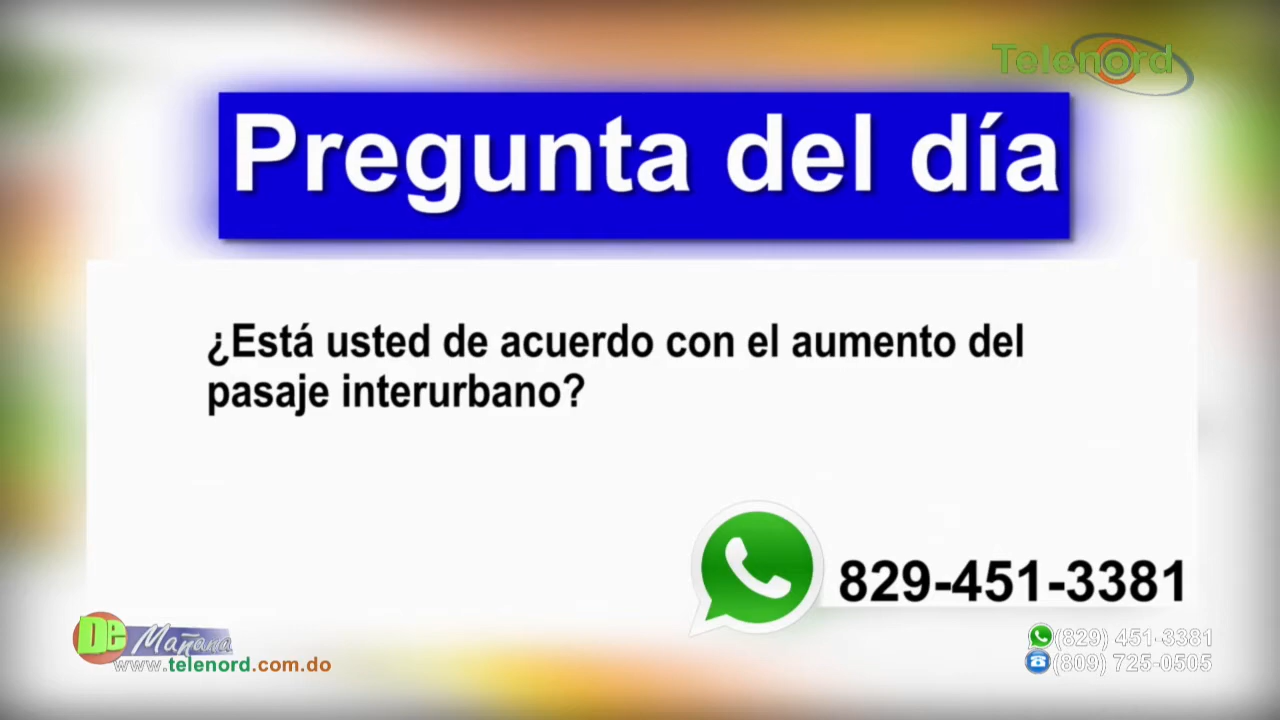 Telenord
Pregunta del día
¿Está usted de acuerdo con el aumento del
pasaje interurbano?
829-451-3381
De Mañana
www.telenord.com.do
(829) 451-3381
(809) 725-0505